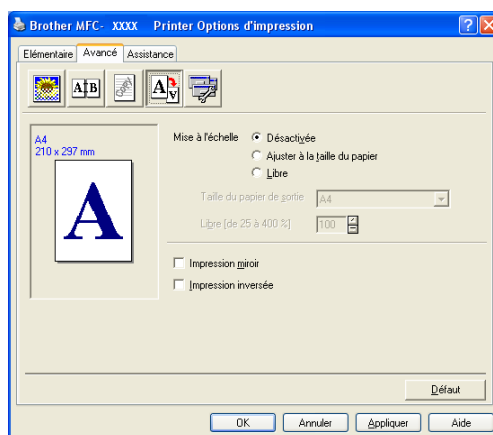 Brother MFC- XXXX Printer Options d'impression
Elémentaire Avancé Assistance
A B
A A
A4
210 x 297 mm
A
Mise à l'échelle Désactivée
Ajuster à la taille du papier
Libre
Taille du papier de sortie A4
Libre [de 25 à 400 %] 100
Impression miroir
Impression inversée
Défaut
OK Annuler Appliquer Aide